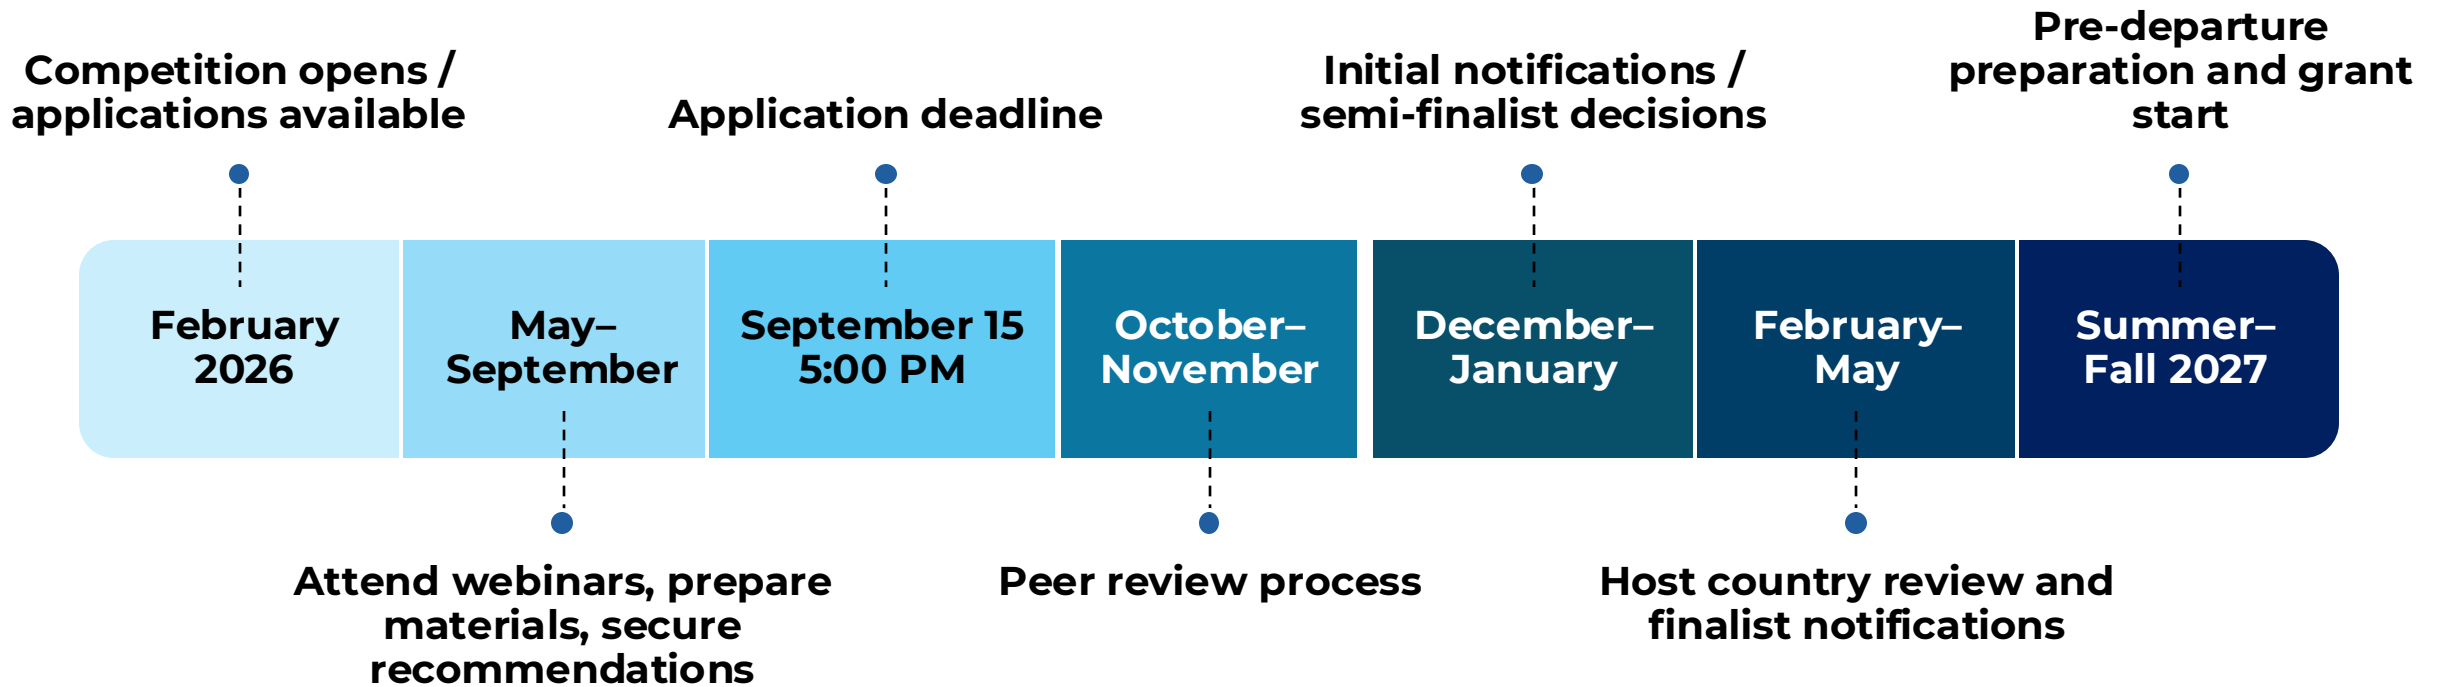 Competition opens /
applications available
Application deadline
Initial notifications /
semi-finalist decisions
Pre-departure
preparation and grant
start
February
2026
May–
September
September 15
5:00 PM
October–
November
December–
January
February–
May
Summer–
Fall 2027
Attend webinars, prepare
materials, secure
recommendations
Peer review process
Host country review and
finalist notifications